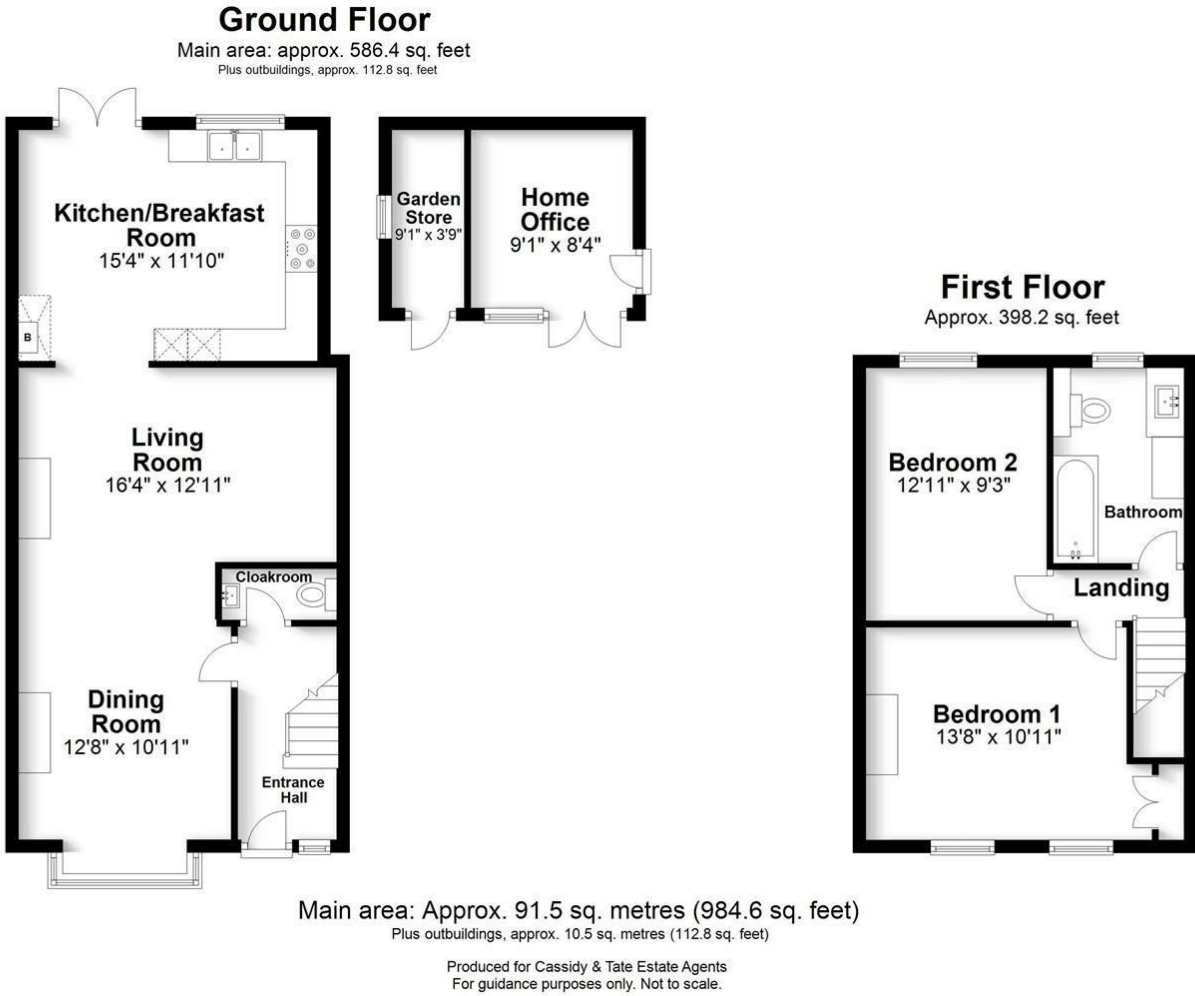 Ground Floor
Main area: approx. 586.4 sq. feet
Plus outbuildings, approx. 112.8 sq. feet
Kitchen/Breakfast
Room
15'4" x 11'10"
B
Garden
Store
9'1" x 3'9"
Home
Office
9'1" x 8'4"
Living
Room
16'4" x 12'11"
Cloakroom
Dining
Room
12'8" x 10'11"
Entrance
Hall
First Floor
Approx. 398.2 sq. feet
Bedroom 2
12'11" x 9'3"
Bathroom
Landing
Bedroom 1
13'8" x 10'11"
Main area: Approx. 91.5 sq. metres (984.6 sq. feet)
Plus outbuildings, approx. 10.5 sq. metres (112.8 sq. feet)
Produced for Cassidy & Tate Estate Agents
For guidance purposes only. Not to scale.